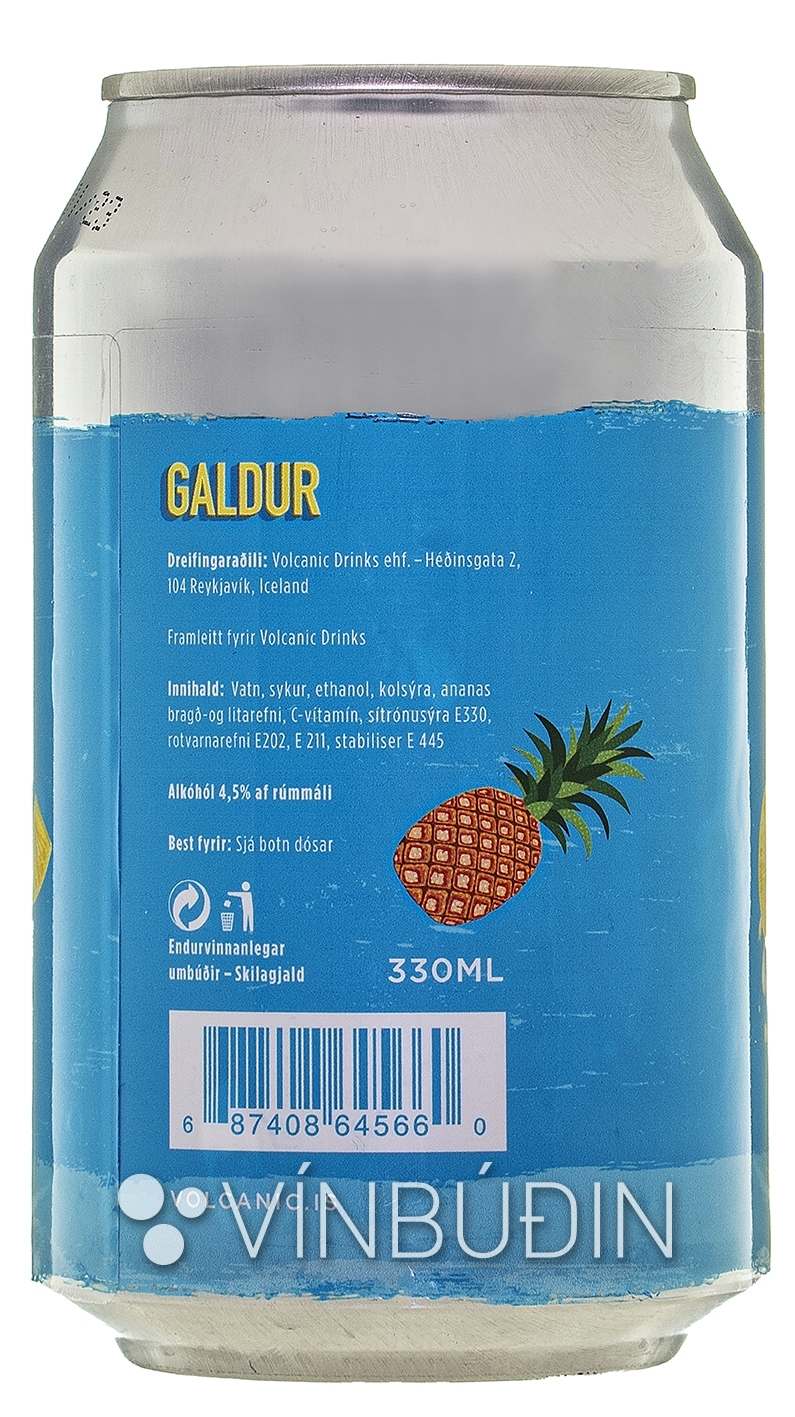 GALDUR
Dreifingaraðili: Volcanic Drinks ehf. – Héðinsgata 2,
104 Reykjavík, Iceland
Framleitt fyrir Volcanic Drinks
Innihald: Vatn, sykur, ethanol, kolsýra, ananas
bragð-og litarefni, C-vítamín, sítrónusýra E330,
rotvarnarefni E202, E 211, stabiliser E 445
Alkóhól 4,5% af rúmmáli
Best fyrir: Sjá botn dósar
Endurvinnanlegar
umbúðir – Skilagjald
330ML
6 87408 64566 0
VOLCANIC.IS
VÍNBÚÐIN